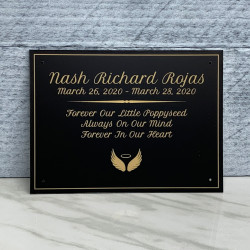 Nash Richard Rojas
March 26, 2020 - March 28, 2020
Forever Our Little Poppyseed
Always On Our Mind
Forever In Our Heart